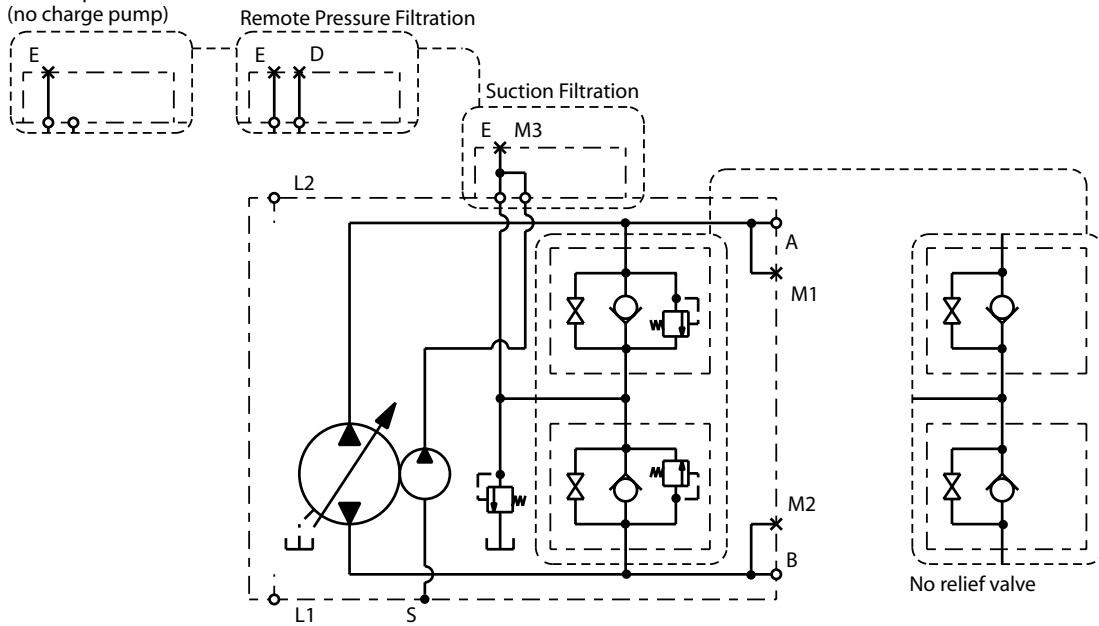 (no charge pump)
Remote Pressure Filtration
E
E D
Suction Filtration
E M3
L2
A
M1
M2
B
No relief valve
L1 S